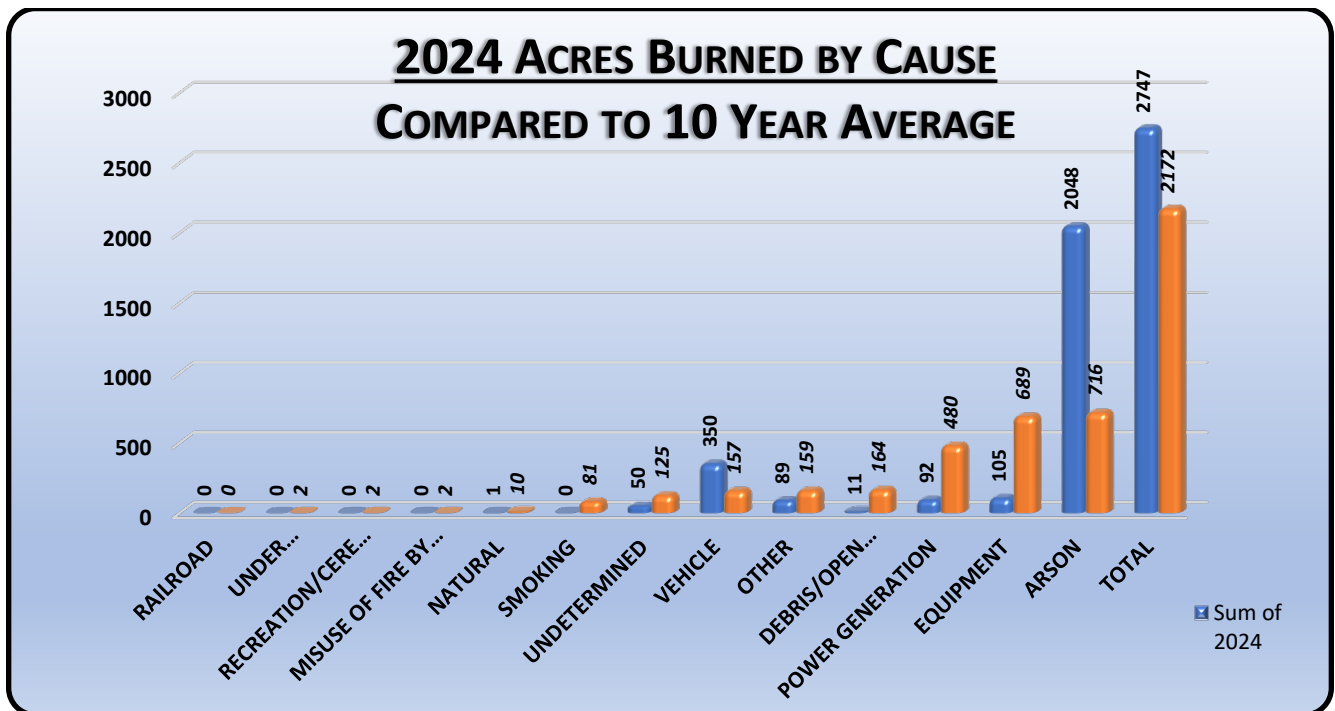 2024 ACRES BURNED BY CAUSE
COMPARED TO 10 YEAR AVERAGE
3000
2500
2000
1500
1000
500
0
0 0
0 2
0 2
0 2
1 10
0 81
50 125
350 157
89 159
11 164
92 480
105 689
2048 716
2747 2172
RAILROAD
UNDER...
RECREATION/CERE...
MISUSE OF FIRE BY...
NATURAL
SMOKING
UNDETERMINED
VEHICLE
OTHER
DEBRIS/OPEN...
POWER GENERATION
EQUIPMENT
ARSON
TOTAL
Sum of
2024